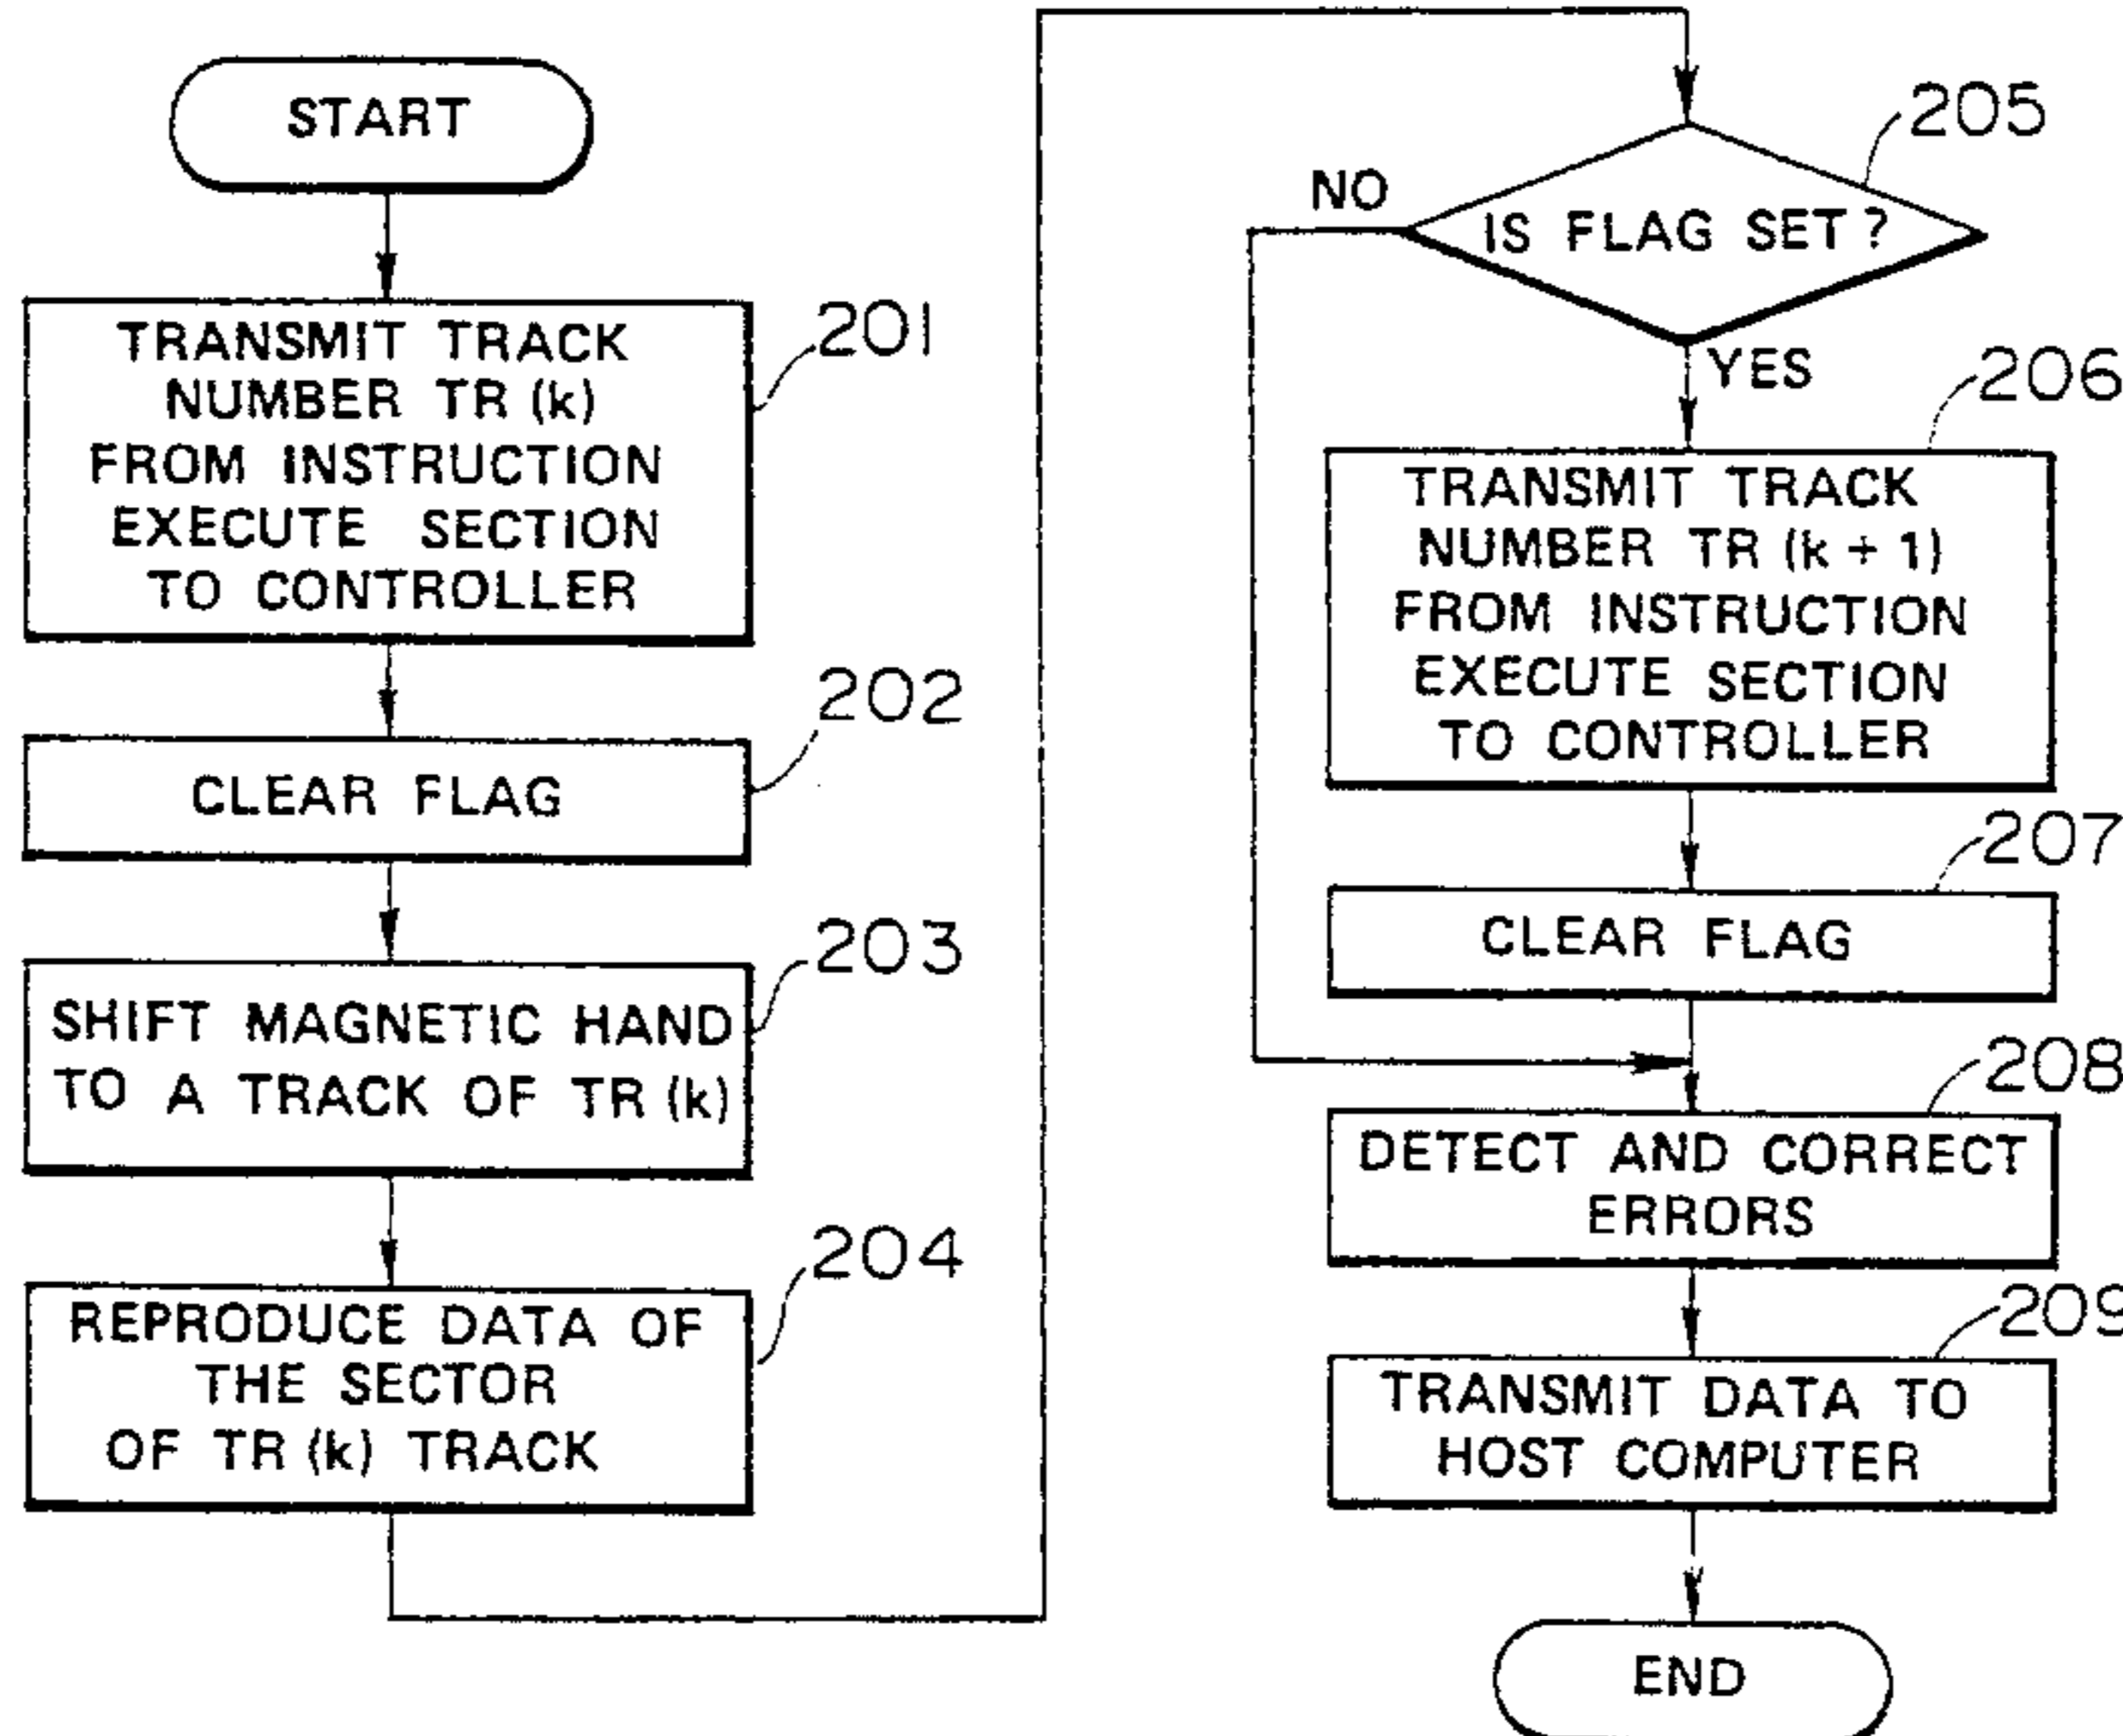 START
TRANSMIT TRACK
NUMBER TR (k)
FROM INSTRUCTION
EXECUTE SECTION
TO CONTROLLER
201
CLEAR FLAG
202
SHIFT MAGNETIC HAND
TO A TRACK OF TR (k)
203
REPRODUCE DATA OF
THE SECTOR
OF TR (k) TRACK
204
205
NO
IS FLAG SET ?
YES
206
TRANSMIT TRACK
NUMBER TR (k + 1)
FROM INSTRUCTION
EXECUTE SECTION
TO CONTROLLER
207
CLEAR FLAG
208
DETECT AND CORRECT
ERRORS
209
TRANSMIT DATA TO
HOST COMPUTER
END